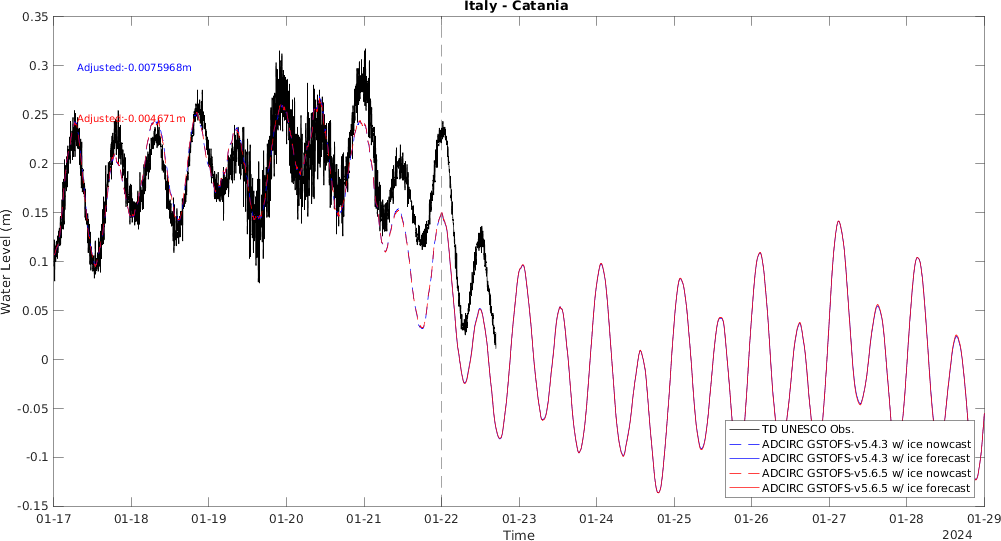 Italy - Catania
0.35
0.3
0.25
0.2
0.15
0.1
0.05
0
-0.05
-0.1
-0.15
Water Level (m)
Adjusted:-0.0075968m
Adjusted:-0.004671m
TD UNESCO Obs.
ADCIRC GSTOFS-v5.4.3 w/ ice nowcast
ADCIRC GSTOFS-v5.4.3 w/ ice forecast
ADCIRC GSTOFS-v5.6.5 w/ ice nowcast
ADCIRC GSTOFS-v5.6.5 w/ ice forecast
01-17 01-18 01-19 01-20 01-21 01-22 01-23 01-24 01-25 01-26 01-27 01-28 01-29
Time
2024